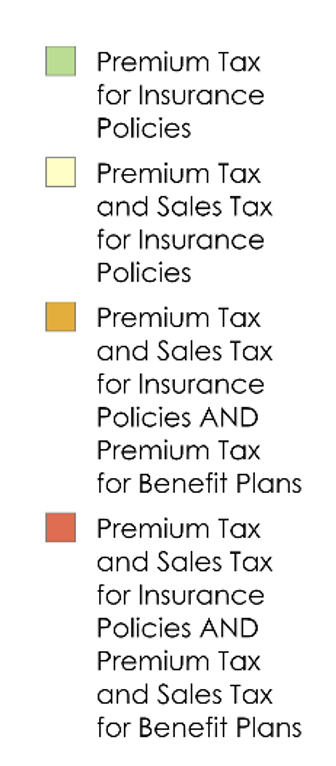 Premium Tax
for Insurance
Policies
Premium Tax
and Sales Tax
for Insurance
Policies
Premium Tax
and Sales Tax
for Insurance
Policies AND
Premium Tax
for Benefit Plans
Premium Tax
and Sales Tax
for Insurance
Policies AND
Premium Tax
and Sales Tax
for Benefit Plans